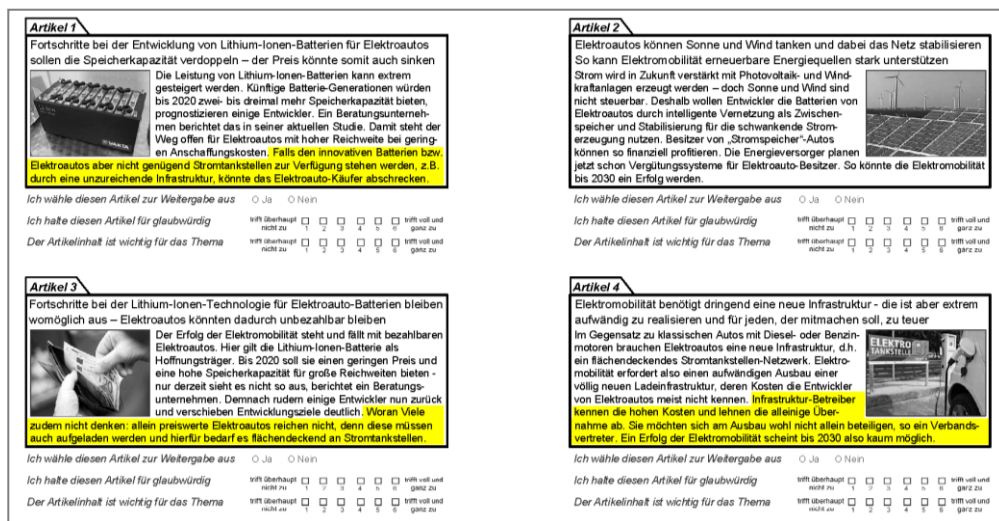 Artikel 1
Fortschritte bei der Entwicklung von Lithium-Ionen-Batterien für Elektroautos
sollen die Speicherkapazität verdoppeln – der Preis könnte somit auch sinken
Die Leistung von Lithium-Ionen-Batterien kann extrem
gesteigert werden. Künftige Batterie-Generationen würden
bis 2020 zwei- bis dreimal mehr Speicherkapazität bieten,
prognostizieren einige Entwickler. Ein Beratungsunterneh-
men berichtet das in seiner aktuellen Studie. Damit steht der
Weg offen für Elektroautos mit hoher Reichweite bei gering-
en Anschaffungskosten. Falls den innovativen Batterien bzw.
Elektroautos aber nicht genügend Stromtankstellen zur Verfügung stehen werden, z.B.
durch eine unzureichende Infrastruktur, könnte das Elektroauto-Käufer abschrecken.
Ich wähle diesen Artikel zur Weitergabe aus Ja Nein
Ich halte diesen Artikel für glaubwürdig trifft überhaupt nicht zu 1 2 3 4 5 6 trifft voll und ganz zu
Der Artikelinhalt ist wichtig für das Thema trifft überhaupt nicht zu 1 2 3 4 5 6 trifft voll und ganz zu
Artikel 2
Elektroautos können Sonne und Wind tanken und dabei das Netz stabilisieren
So kann Elektromobilität erneuerbare Energiequellen stark unterstützen
Strom wird in Zukunft verstärkt mit Photovoltaik- und Wind-
kraftanlagen erzeugt werden – doch Sonne und Wind sind
nicht steuerbar. Deshalb wollen Entwickler die Batterien von
Elektroautos durch intelligente Vernetzung als Zwischen-
speicher und Stabilisierung für die schwankende Strom-
erzeugung nutzen. Besitzer von „Stromspeicher"-Autos
können so finanziell profitieren. Die Energieversorger planen
jetzt schon Vergütungssysteme für Elektroauto-Besitzer. So könnte die Elektromobilität
bis 2030 ein Erfolg werden.
Ich wähle diesen Artikel zur Weitergabe aus Ja Nein
Ich halte diesen Artikel für glaubwürdig trifft überhaupt nicht zu 1 2 3 4 5 6 trifft voll und ganz zu
Der Artikelinhalt ist wichtig für das Thema trifft überhaupt nicht zu 1 2 3 4 5 6 trifft voll und ganz zu
Artikel 3
Fortschritte bei der Lithium-Ionen-Technologie für Elektroauto-Batterien bleiben
womöglich aus – Elektroautos könnten dadurch unbezahlbar bleiben
Der Erfolg der Elektromobilität steht und fällt mit bezahlbaren
Elektroautos. Hier gilt die Lithium-Ionen-Batterie als
Hoffnungsträger. Bis 2020 soll sie einen geringen Preis und
eine hohe Speicherkapazität für große Reichweiten bieten -
nur derzeit sieht es nicht so aus, berichtet ein Beratungs-
unternehmen. Demnach rudern einige Entwickler nun zurück
und verschieben Entwicklungsziele deutlich. Woran Viele
zudem nicht denken: allein preiswerte Elektroautos reichen nicht, denn diese müssen
auch aufgeladen werden und hierfür bedarf es flächendeckend an Stromtankstellen.
Ich wähle diesen Artikel zur Weitergabe aus Ja Nein
Ich halte diesen Artikel für glaubwürdig trifft überhaupt nicht zu 1 2 3 4 5 6 trifft voll und ganz zu
Der Artikelinhalt ist wichtig für das Thema trifft überhaupt nicht zu 1 2 3 4 5 6 trifft voll und ganz zu
Artikel 4
Elektromobilität benötigt dringend eine neue Infrastruktur - die ist aber extrem
aufwändig zu realisieren und für jeden, der mitmachen soll, zu teuer
Im Gegensatz zu klassischen Autos mit Diesel- oder Benzin-
motoren brauchen Elektroautos eine neue Infrastruktur, d.h.
ein flächendeckendes Stromtankstellen-Netzwerk. Elektro-
mobilität erfordert also einen aufwändigen Ausbau einer
völlig neuen Ladeinfrastruktur, deren Kosten die Entwickler
von Elektroautos meist nicht kennen. Infrastruktur-Betreiber
kennen die hohen Kosten und lehnen die alleinige Über-
nahme ab. Sie möchten sich am Ausbau wohl nicht allein beteiligen, so ein Verbands-
vertreter. Ein Erfolg der Elektromobilität scheint bis 2030 also kaum möglich.
ELEKTRO
TANKSTELLE
Ich wähle diesen Artikel zur Weitergabe aus Ja Nein
Ich halte diesen Artikel für glaubwürdig trifft überhaupt nicht zu 1 2 3 4 5 6 trifft voll und ganz zu
Der Artikelinhalt ist wichtig für das Thema trifft überhaupt nicht zu 1 2 3 4 5 6 trifft voll und ganz zu